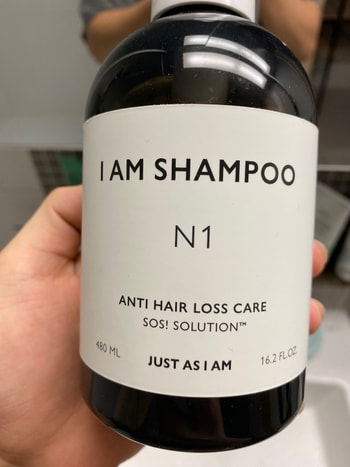 I AM SHAMPOO
N1
ANTI HAIR LOSS CARE
SOS! SOLUTION™
480 ML
16.2 FL.OZ.
JUST AS I AM